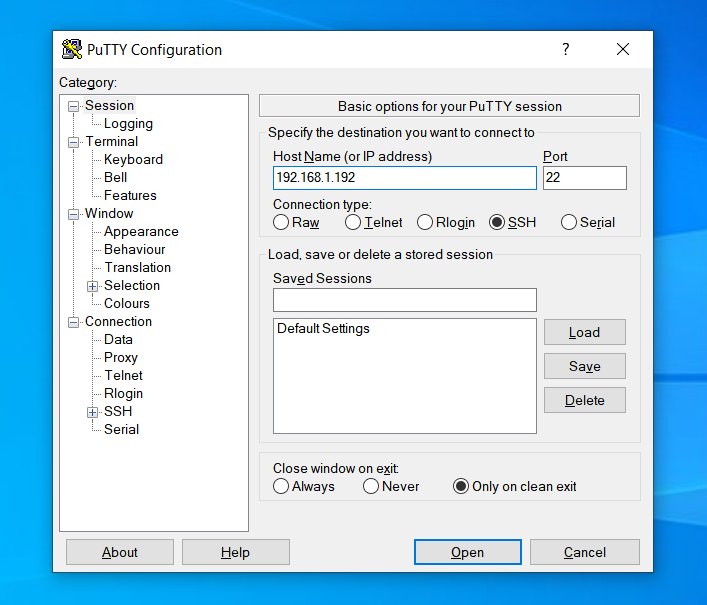 PuTTY Configuration
?
Category:
Session
Logging
Terminal
Keyboard
Bell
Features
Window
Appearance
Behaviour
Translation
Selection
Colours
Connection
Data
Proxy
Telnet
Rlogin
SSH
Serial
Basic options for your PuTTY session
Specify the destination you want to connect to
Host Name (or IP address) Port
192.168.1.192 22
Connection type:
Raw Telnet Rlogin SSH Serial
Load, save or delete a stored session
Saved Sessions
Default Settings
Load
Save
Delete
Close window on exit:
Always Never Only on clean exit
About Help Open Cancel